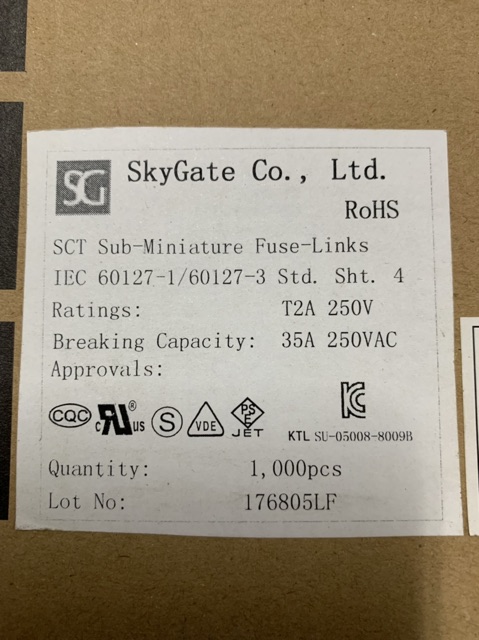 SG
SkyGate Co., Ltd.
RoHS
SCT Sub-Miniature Fuse-Links
IEC 60127-1/60127-3 Std. Sht. 4
Ratings: T2A 250V
Breaking Capacity: 35A 250VAC
Approvals:
CQC c RU ® US S VDE PS E JET KC
KTL SU-05008-8009B
Quantity: 1,000pcs
Lot No: 176805LF